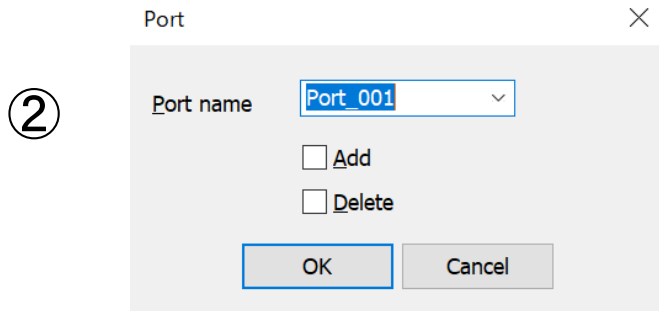 Port
②
Port name
Port_001
Add
Delete
OK
Cancel